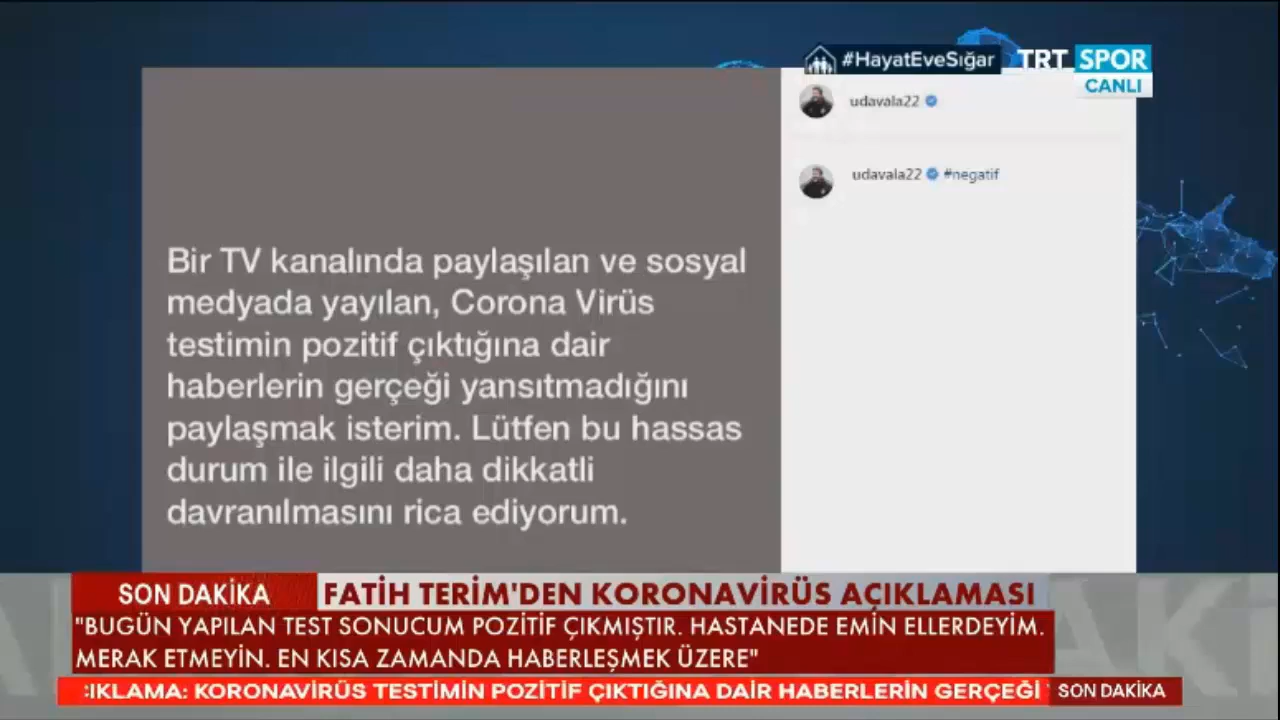 #HayatEveSığar
TRT SPOR
CANLI
udavala22
udavala22 #negatif
Bir TV kanalında paylaşılan ve sosyal
medyada yayılan, Corona Virüs
testimin pozitif çıktığına dair
haberlerin gerçeği yansıtmadığını
paylaşmak isterim. Lütfen bu hassas
durum ile ilgili daha dikkatli
davranılmasını rica ediyorum.
SON DAKİKA
FATİH TERİM'DEN KORONAVİRÜS AÇIKLAMASI
"BUGÜN YAPILAN TEST SONUCUM POZİTİF ÇIKMIŞTIR. HASTANEDE EMİN ELLERDEYİM.
MERAK ETMEYİN. EN KISA ZAMANDA HABERLEŞMEK ÜZERE"
IKLAMA: KORONAVİRÜS TESTİMİN POZİTİF ÇIKTIĞINA DAİR HABERLERİN GERÇEĞİ
SON DAKİKA